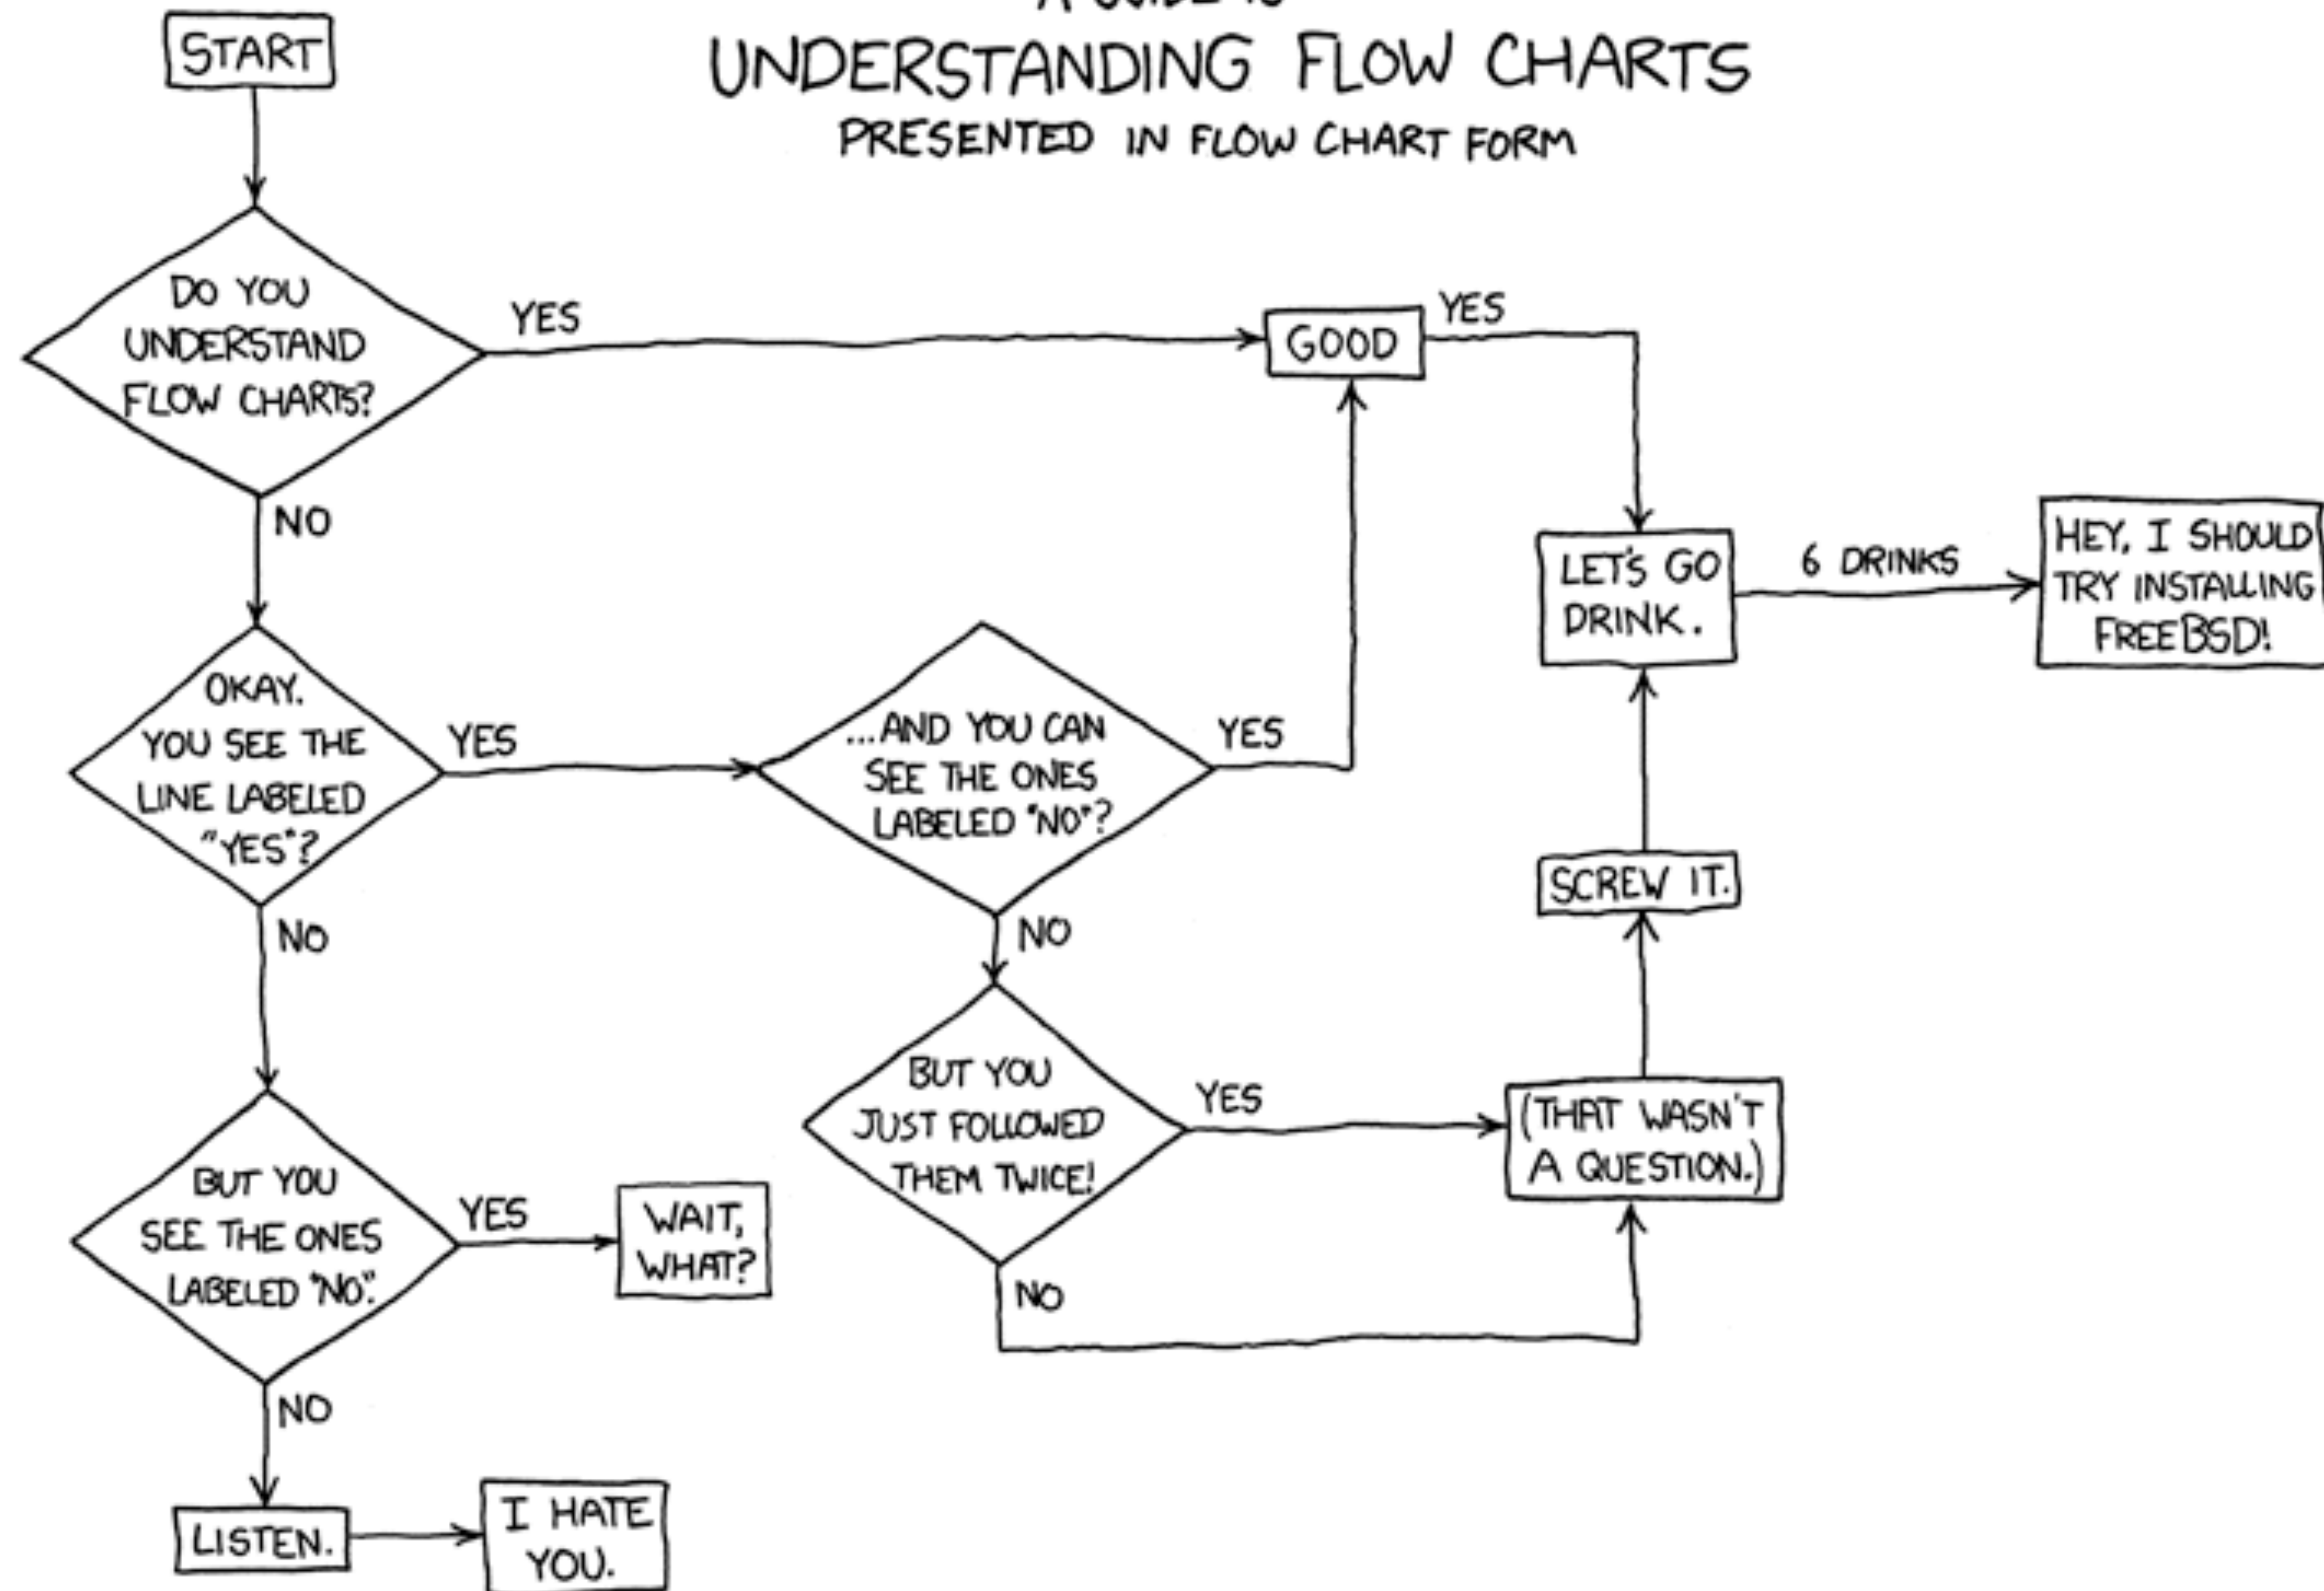 A GUIDE TO
UNDERSTANDING FLOW CHARTS
PRESENTED IN FLOW CHART FORM
START
DO YOU
UNDERSTAND
FLOW CHARTS?
YES
GOOD
YES
NO
LET'S GO
DRINK.
6 DRINKS
HEY, I SHOULD
TRY INSTALLING
FREEBSD!
OKAY.
YOU SEE THE
LINE LABELED
"YES"?
YES
...AND YOU CAN
SEE THE ONES
LABELED "NO"?
YES
NO
NO
SCREW IT.
BUT YOU
JUST FOLLOWED
THEM TWICE!
YES
(THAT WASN'T
A QUESTION.)
NO
BUT YOU
SEE THE ONES
LABELED "NO".
YES
WAIT,
WHAT?
NO
LISTEN.
I HATE
YOU.